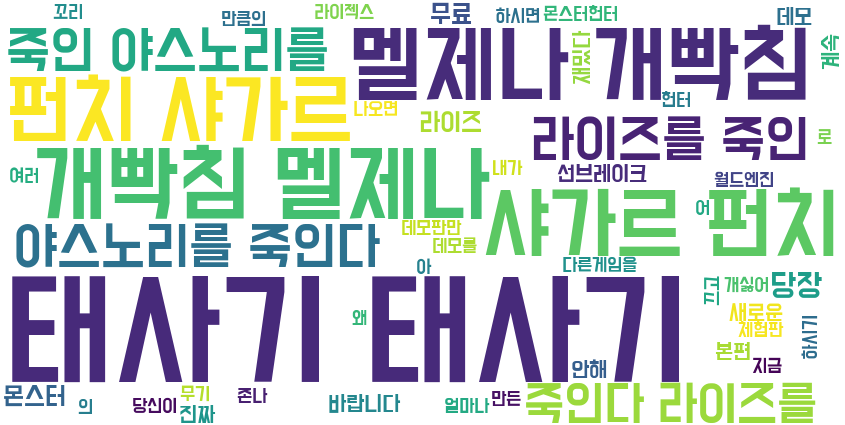 꼬리
만큼의
라이젝스
무료
하시면
몬스터헌터
데모
죽인 야스노리를
멜제나 개빡침
재밌다
계속
펀치 샤가르
나오면
헌터
라이즈
라이즈를 죽인
로
개빡침 멜제나
여러
내가
선브레이크
월드엔진
샤가르 펀치
어
야스노리를 죽인다
데모판만
데모를
아
다른게임을
태사기 태사기
끄고
개싫어
당장
왜
새로운
체험판
하시기
본편
지금
안해
몬스터
의
당신이
무기
진짜
존나
바랍니다
얼마나
만든
죽인다 라이즈를